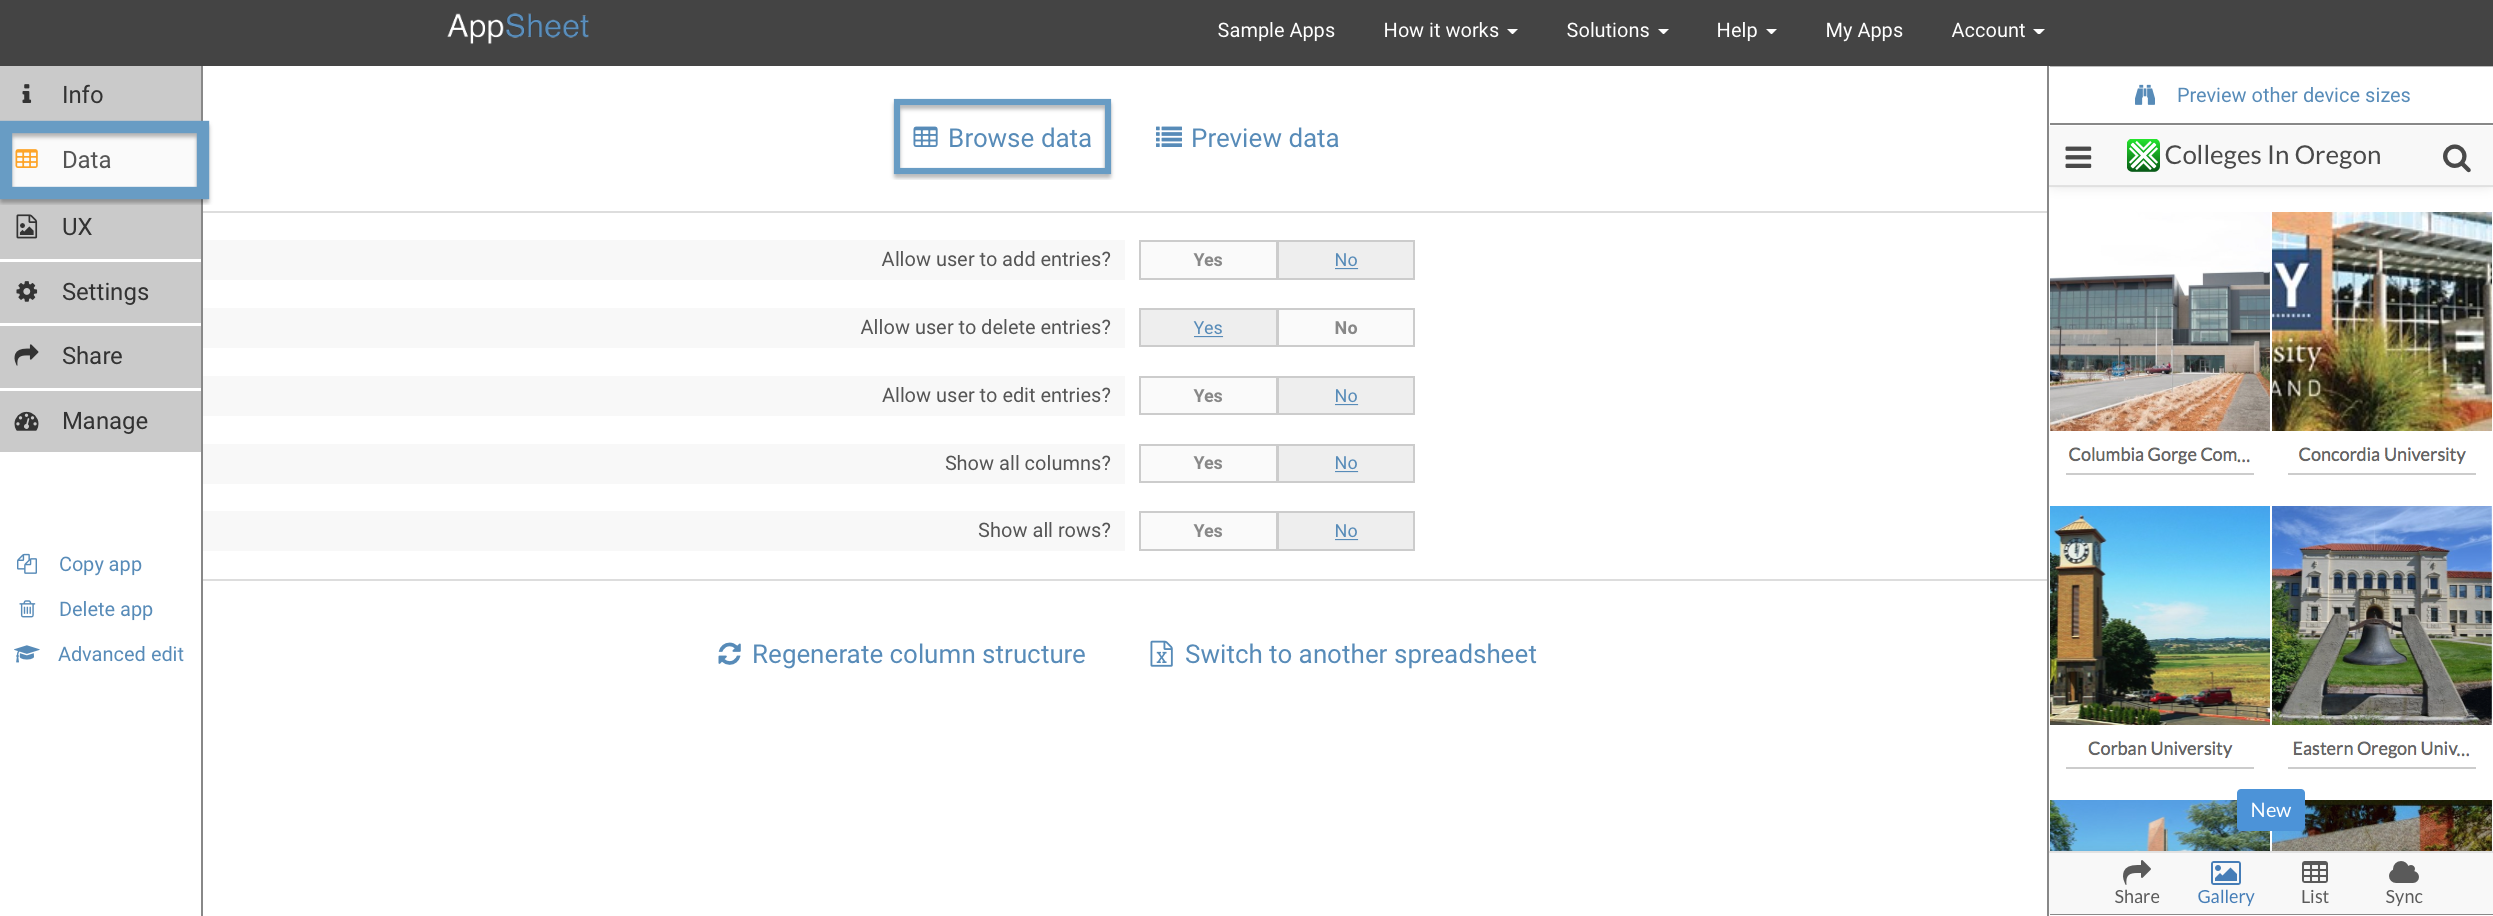 AppSheet
Sample Apps How it works Solutions Help My Apps Account
Info
Data
UX
Settings
Share
Manage
Copy app
Delete app
Advanced edit
Browse data Preview data
Allow user to add entries? Yes No
Allow user to delete entries? Yes No
Allow user to edit entries? Yes No
Show all columns? Yes No
Show all rows? Yes No
Regenerate column structure Switch to another spreadsheet
Preview other device sizes
Colleges In Oregon
Y
sity
AND
Columbia Gorge Com... Concordia University
Corban University Eastern Oregon Univ...
New
Share Gallery List Sync